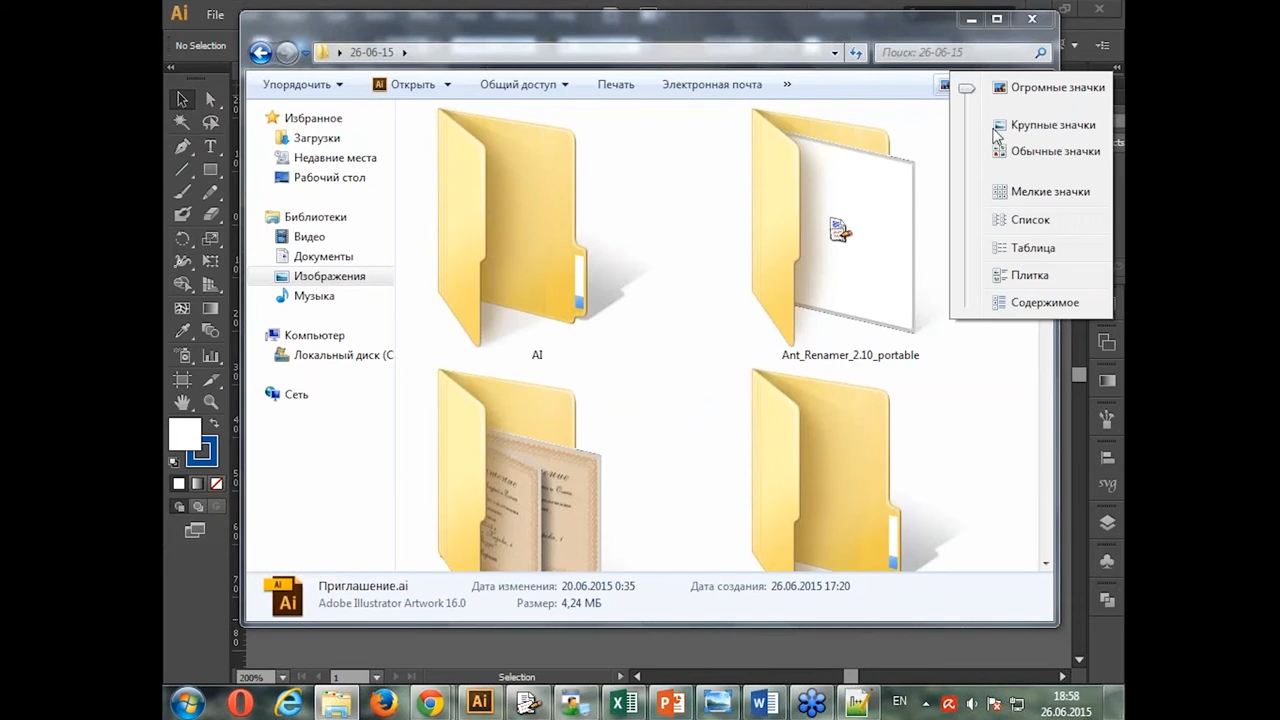 Ai File
No Selection
26-06-15
Поиск: 26-06-15
Упорядочить Ai Открыть Общий доступ Печать Электронная почта »
Огромные значки
Крупные значки
Обычные значки
Мелкие значки
Список
Таблица
Плитка
Содержимое
Избранное
Загрузки
Недавние места
Рабочий стол
Библиотеки
Видео
Документы
Изображения
Музыка
Компьютер
Локальный диск (C
Сеть
AI
Ant_Renamer_2.10_portable
Приглашение.ai
Дата изменения: 20.06.2015 0:35
Дата создания: 26.06.2015 17:20
Adobe Illustrator Artwork 16.0
Размер: 4,24 МБ
svg
200%
1
Selection
EN
18:58
26.06.2015